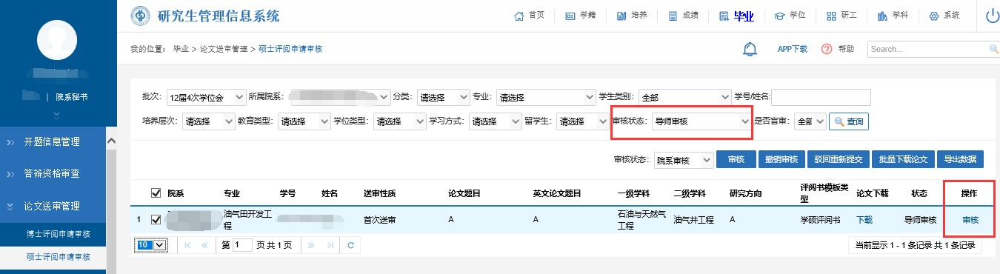 研究生管理信息系统
首页 学籍 培养 成绩 毕业 学位 研工 学科 系统
我的位置： 毕业 > 论文送审管理 > 硕士评阅申请审核
APP下载 帮助 Search...
| 院系秘书
开题信息管理
答辩资格审查
论文送审管理
博士评阅申请审核
硕士评阅申请审核
批次： 12届4次学位会 所属院系： 分类： 请选择 专业： 请选择 学生类别： 全部 学号/姓名:
培养层次： 请选择 教育类型： 请选择 学位类型： 请选择 学习方式： 请选择 留学生： 请选择 审核状态： 导师审核 是否盲审： 全部 查询
审核状态： 院系审核 审核 撤销审核 驳回重新提交 批量下载论文 导出数据
院系 专业 学号 姓名 送审性质 论文题目 英文论文题目 一级学科 二级学科 研究方向 评阅书模板类型 论文下载 状态 操作
1 油气田开发工程 首次送审 A A 石油与天然气工程 油气井工程 A 学硕评阅书 下载 导师审核 审核
10 第 1 页 共 1 页 当前显示 1 - 1 条记录 共 1 条记录